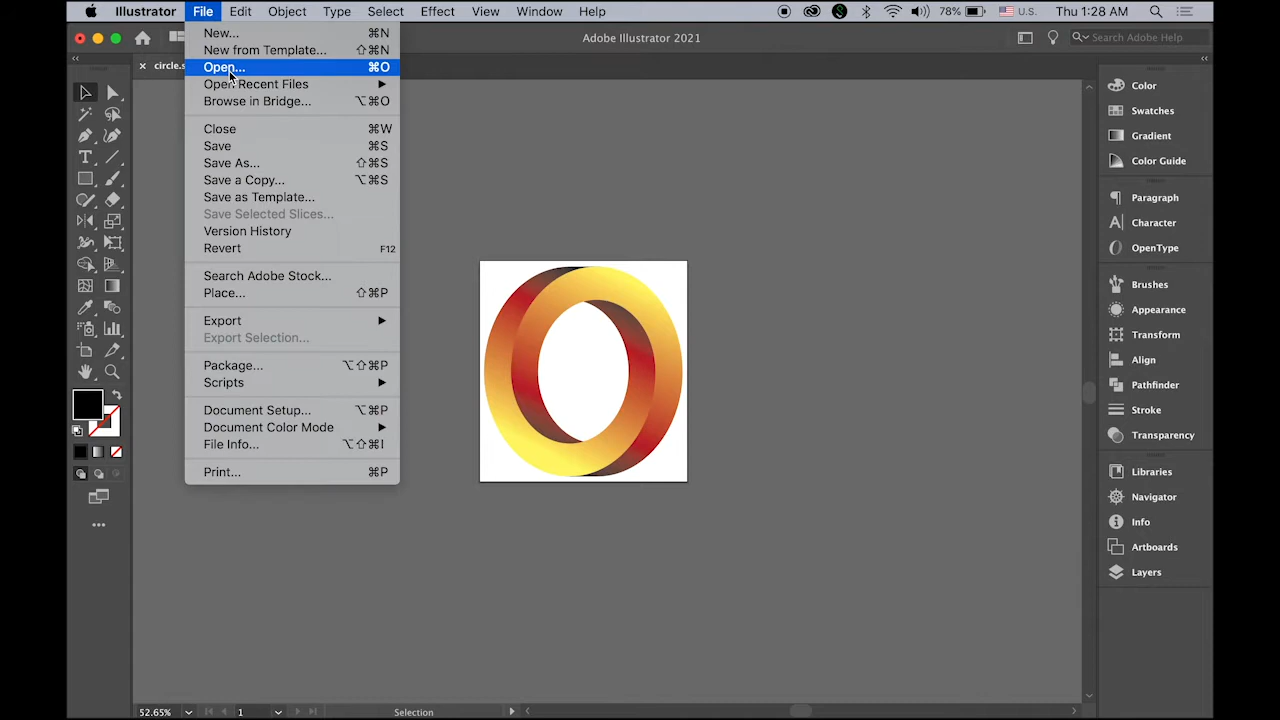 Illustrator File Edit Object Type Select Effect View Window Help 78% U.S. Thu 1:28 AM
Adobe Illustrator 2021 Search Adobe Help
circle.s
New... ⌘N
New from Template... ⇧⌘N
Open... ⌘O
Open Recent Files
Browse in Bridge... ⌥⌘O
Close ⌘W
Save ⌘S
Save As... ⇧⌘S
Save a Copy... ⌥⌘S
Save as Template...
Save Selected Slices...
Version History
Revert F12
Search Adobe Stock...
Place... ⇧⌘P
Export
Export Selection...
Package... ⌥⇧⌘P
Scripts
Document Setup... ⌥⌘P
Document Color Mode
File Info... ⌥⇧⌘I
Print... ⌘P
Color
Swatches
Gradient
Color Guide
Paragraph
Character
OpenType
Brushes
Appearance
Transform
Align
Pathfinder
Stroke
Transparency
Libraries
Navigator
Info
Artboards
Layers
52.65% 1 Selection